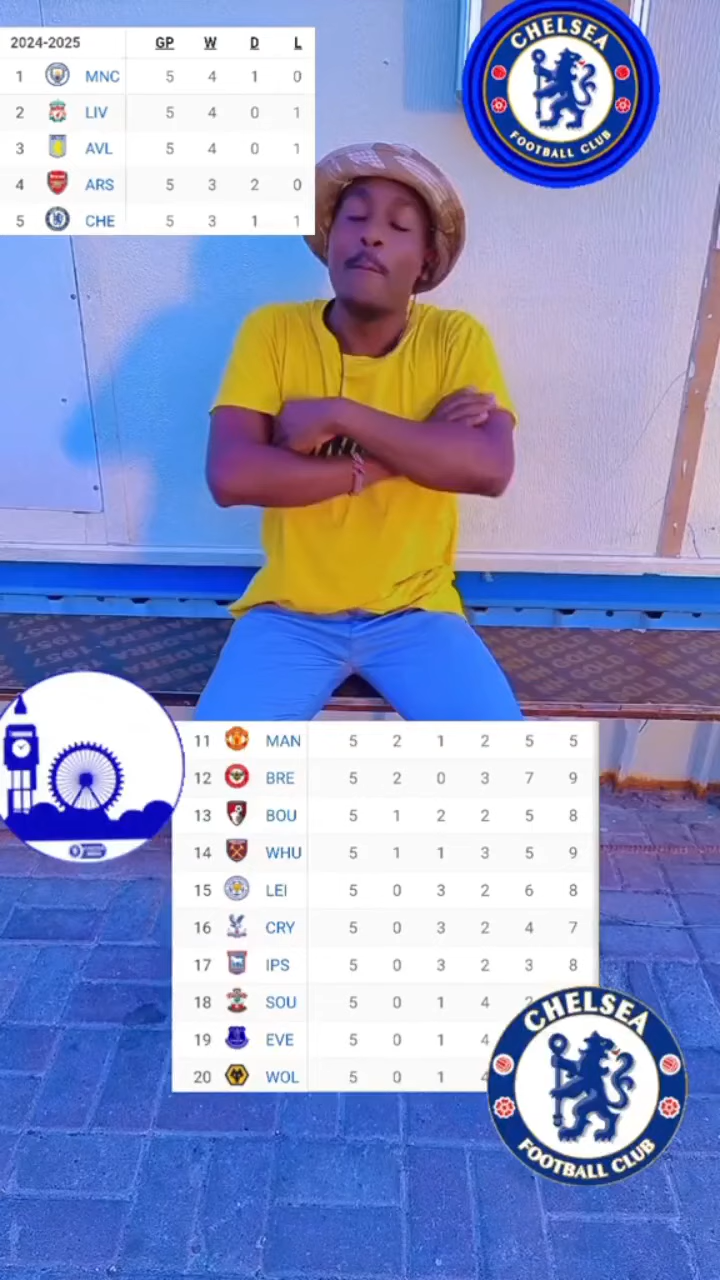 2024-2025 GP W D L
1 MNC 5 4 1 0
2 LIV 5 4 0 1
3 AVL 5 4 0 1
4 ARS 5 3 2 0
5 CHE 5 3 1 1
CHELSEA
FOOTBALL CLUB
11 MAN 5 2 1 2 5 5
12 BRE 5 2 0 3 7 9
13 BOU 5 1 2 2 5 8
14 WHU 5 1 1 3 5 9
15 LEI 5 0 3 2 6 8
16 CRY 5 0 3 2 4 7
17 IPS 5 0 3 2 3 8
18 SOU 5 0 1 4
19 EVE 5 0 1 4
20 WOL 5 0 1 4
CHELSEA
FOOTBALL CLUB